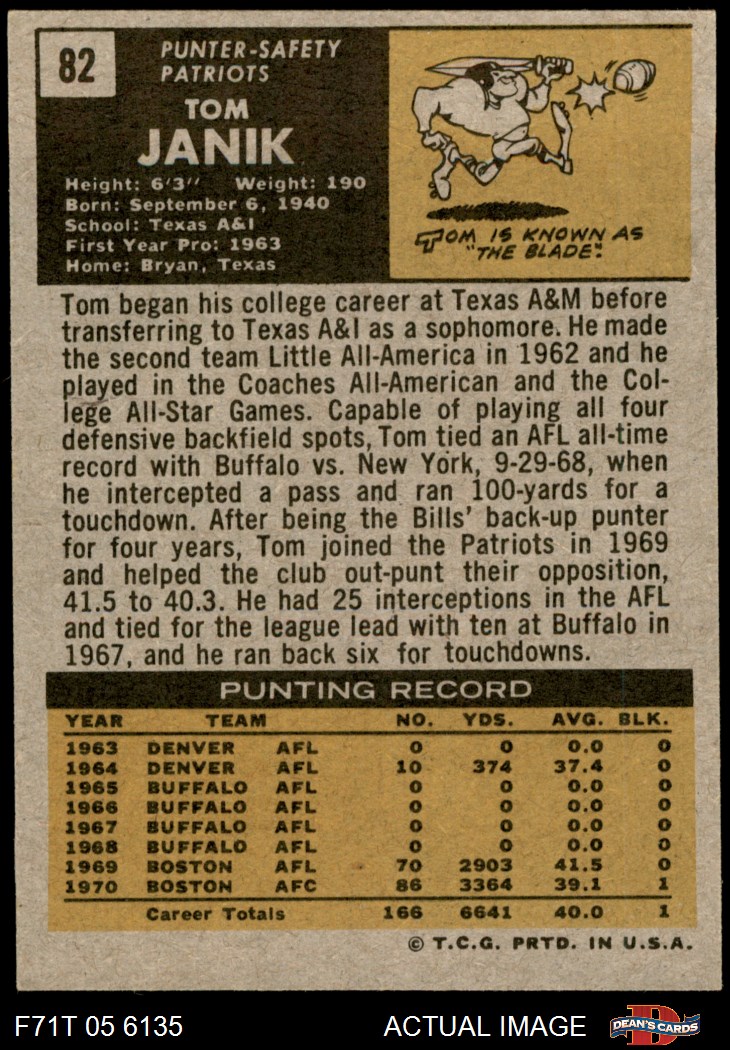 82
PUNTER-SAFETY
PATRIOTS
TOM
JANIK
Height: 6'3" Weight: 190
Born: September 6, 1940
School: Texas A&I
First Year Pro: 1963
Home: Bryan, Texas
TOM IS KNOWN AS
"THE BLADE".
Tom began his college career at Texas A&M before
transferring to Texas A&I as a sophomore. He made
the second team Little All-America in 1962 and he
played in the Coaches All-American and the Col-
lege All-Star Games. Capable of playing all four
defensive backfield spots, Tom tied an AFL all-time
record with Buffalo vs. New York, 9-29-68, when
he intercepted a pass and ran 100-yards for a
touchdown. After being the Bills' back-up punter
for four years, Tom joined the Patriots in 1969
and helped the club out-punt their opposition,
41.5 to 40.3. He had 25 interceptions in the AFL
and tied for the league lead with ten at Buffalo in
1967, and he ran back six for touchdowns.
PUNTING RECORD
YEAR TEAM NO. YDS. AVG. BLK.
1963 DENVER AFL 0 0 0.0 0
1964 DENVER AFL 10 374 37.4 0
1965 BUFFALO AFL 0 0 0.0 0
1966 BUFFALO AFL 0 0 0.0 0
1967 BUFFALO AFL 0 0 0.0 0
1968 BUFFALO AFL 0 0 0.0 0
1969 BOSTON AFL 70 2903 41.5 0
1970 BOSTON AFC 86 3364 39.1 1
Career Totals 166 6641 40.0 1
© T.C.G. PRTD. IN U.S.A.
F71T 05 6135 ACTUAL IMAGE
D
DEAN'S CARDS